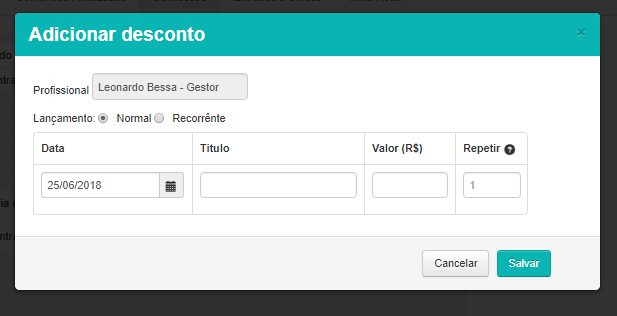 Adicionar desconto
×
Profissional Leonardo Bessa - Gestor
Lançamento: Normal Recorrênte
Data Titulo Valor (R$) Repetir ?
25/06/2018 1
Cancelar Salvar